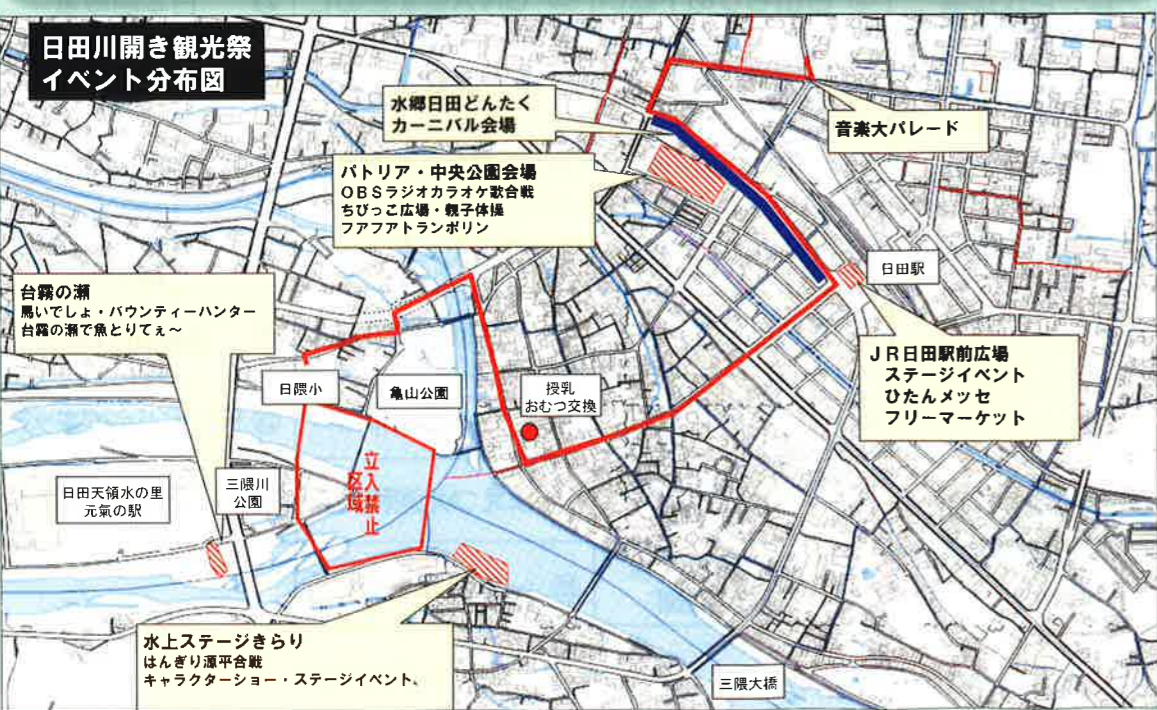 日田川開き観光祭
イベント分布図
水郷日田どんたく
カーニバル会場
音楽大パレード
パトリア・中央公園会場
OBSラジオカラオケ歌合戦
ちびっこ広場・親子体操
フアフアトランポリン
日田駅
台霧の瀬
馬いでしょ・バウンティーハンター
台霧の瀬で魚とりてぇ～
JR日田駅前広場
ステージイベント
ひたんメッセ
フリーマーケット
日隈小
亀山公園
授乳
おむつ交換
立入禁止
区域
日田天領水の里
元氣の駅
三隈川
公園
水上ステージきらり
はんぎり源平合戦
キャラクターショー・ステージイベント、
三隈大橋